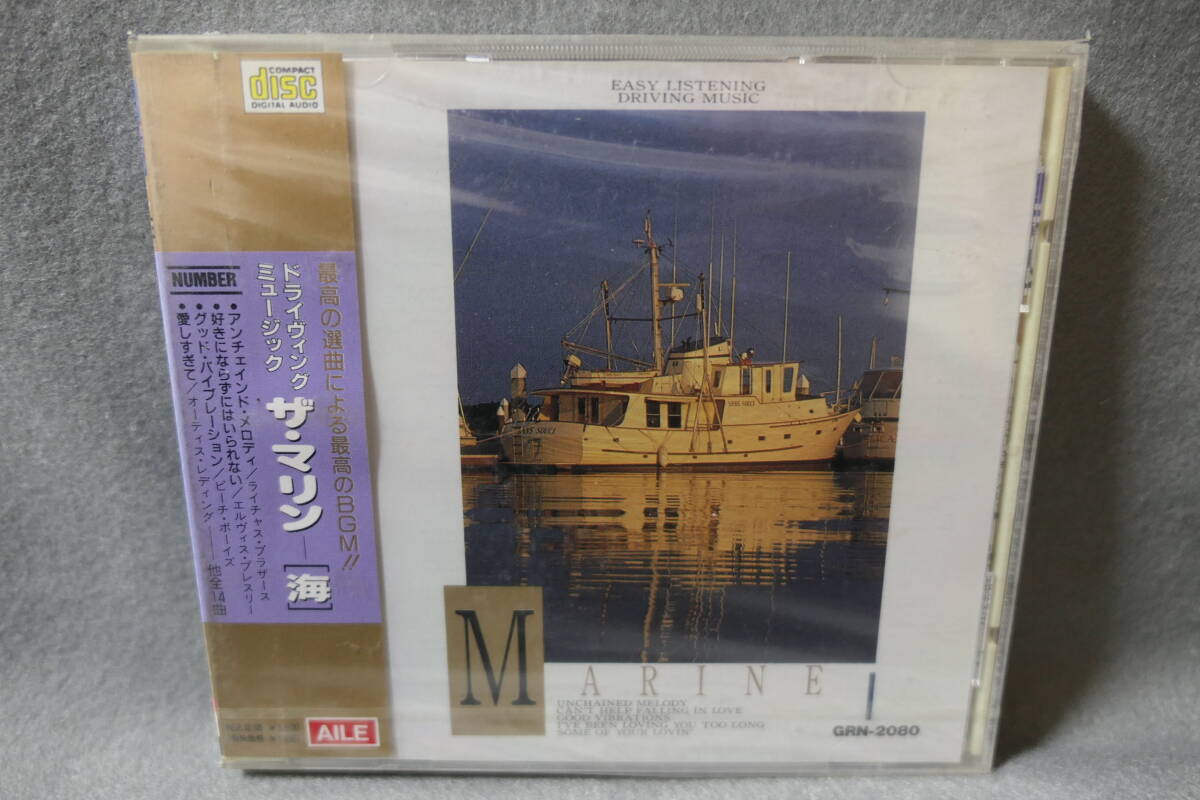 COMPACT
disc
DIGITAL AUDIO
最高の選曲による最高のBGM!!
ドライヴィング
ミュージック
ザ・マリン—[海]
NUMBER
●アンチェインド・メロディ/ライチャス・ブラザース
●好きにならずにはいられない/エルヴィス・プレスリー
●グッド・バイブレーション/ビーチ・ボーイズ
●愛しすぎて/オーティス・レディング——他全14曲
AILE
EASY LISTENING
DRIVING MUSIC
MARINE
UNCHAINED MELODY
CAN'T HELP FALLING IN LOVE
GOOD VIBRATIONS
I'VE BEEN LOVING YOU TOO LONG
SOME OF YOUR LOVIN'
GRN-2080